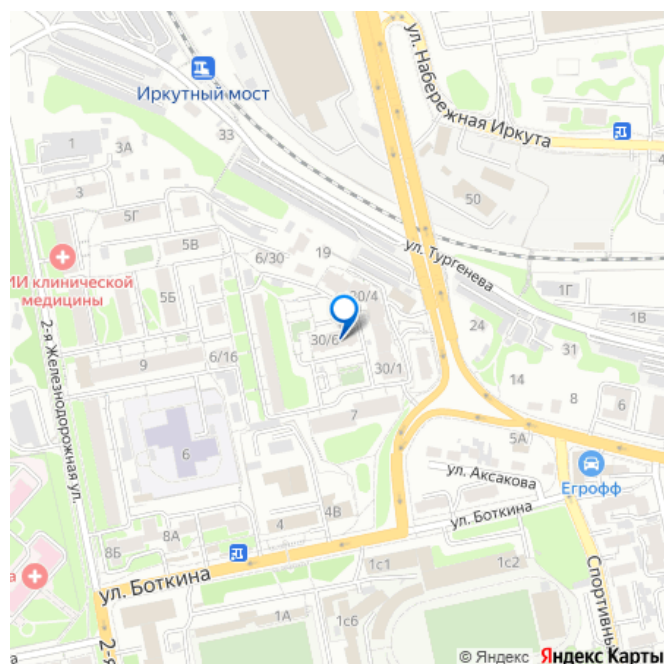 ул. Набережная Иркута
Иркутный мост
33
1
3А
4
50
3
5Г
5В
6/30
19
ул. Тургенева
ИИ клинической
медицины
5Б
20/4
1Г
1В
24
31
2-я Железнодорожная ул.
30/6
9
6/16
30/1
14
8
6
7
5А
6
ул. Аксакова
Егрофф
4В
4
ул. Боткина
8А
8Б
1с1
1с2
а
ул. Боткина
Спортивны
1А
1с6
2-я
а
© Яндекс Яндекс Карты